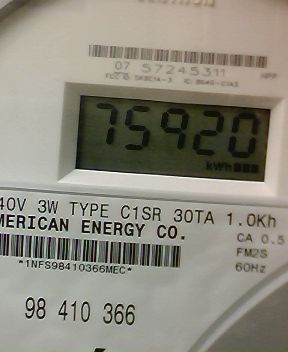 07 57245311
75920
kWh
40V 3W TYPE C1SR 30TA 1.0Kh
MERICAN ENERGY CO.
CA 0.5
FM2S
60Hz
*1NFS98410366MEC*
98 410 366